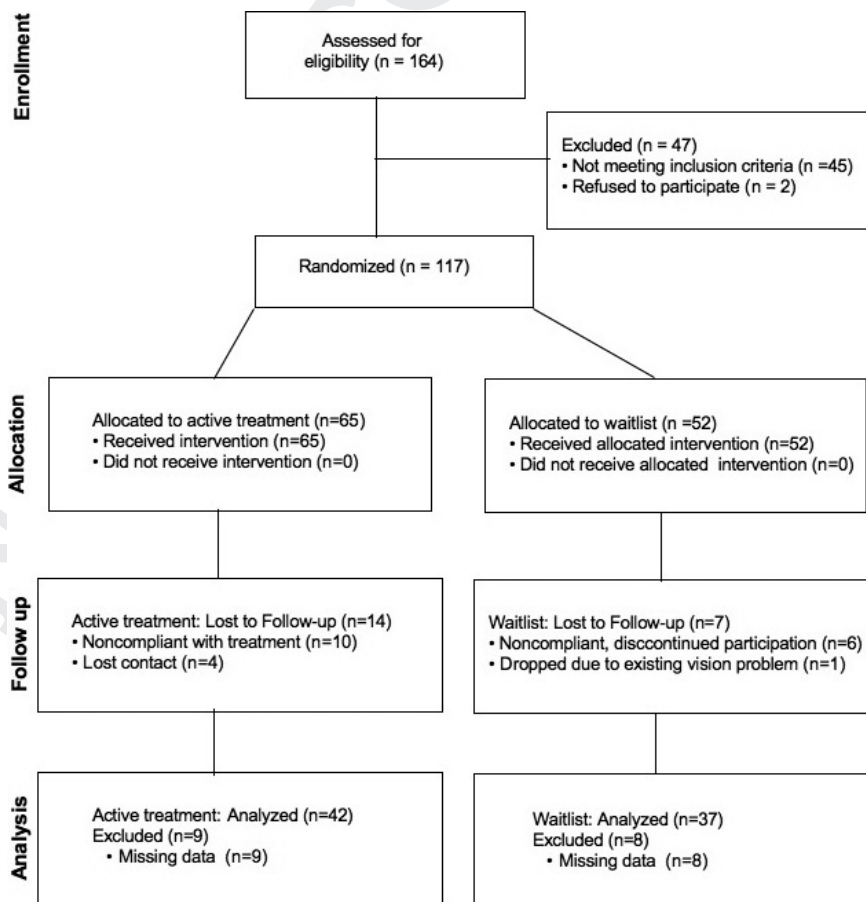 Enrollment
Assessed for
eligibility (n = 164)
Excluded (n = 47)
• Not meeting inclusion criteria (n =45)
• Refused to participate (n = 2)
Randomized (n = 117)
Allocation
Allocated to active treatment (n=65)
• Received intervention (n=65)
• Did not receive intervention (n=0)
Allocated to waitlist (n =52)
• Received allocated intervention (n=52)
• Did not receive allocated intervention (n=0)
Follow up
Active treatment: Lost to Follow-up (n=14)
• Noncompliant with treatment (n=10)
• Lost contact (n=4)
Waitlist: Lost to Follow-up (n=7)
• Noncompliant, disccontinued participation (n=6)
• Dropped due to existing vision problem (n=1)
Analysis
Active treatment: Analyzed (n=42)
Excluded (n=9)
• Missing data (n=9)
Waitlist: Analyzed (n=37)
Excluded (n=8)
• Missing data (n=8)